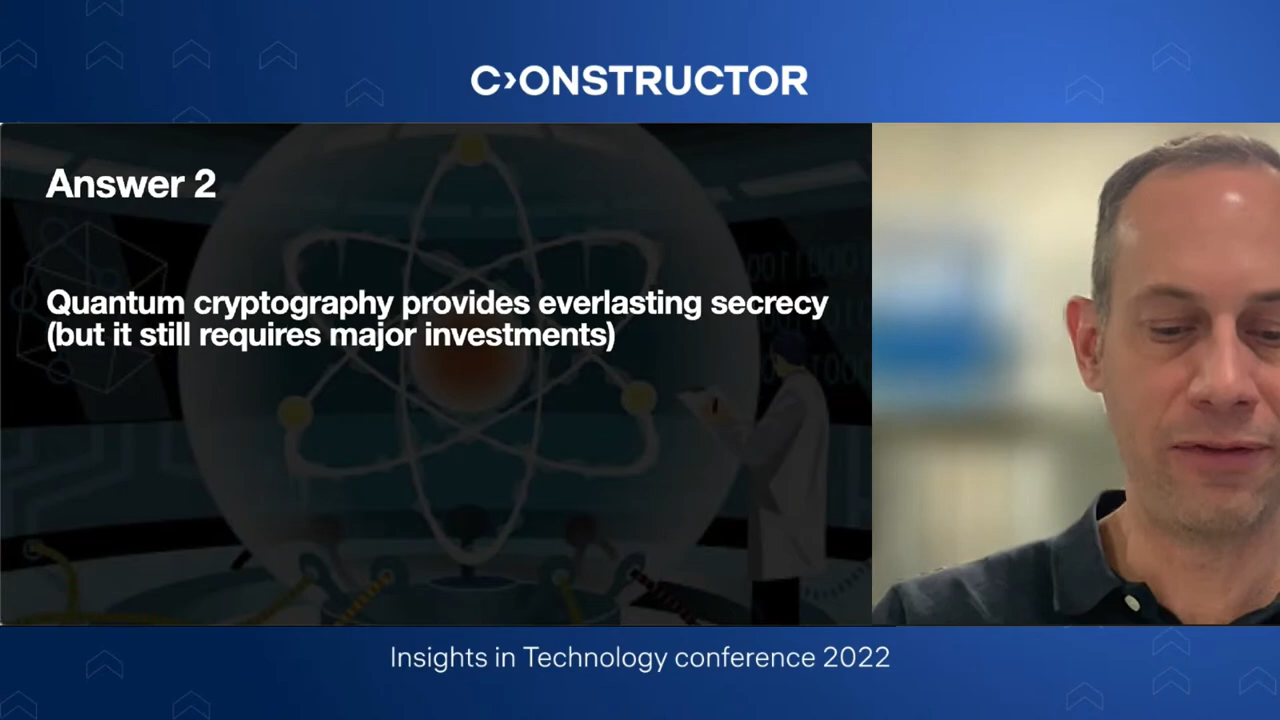 C›ONSTRUCTOR
Answer 2
Quantum cryptography provides everlasting secrecy
(but it still requires major investments)
Insights in Technology conference 2022